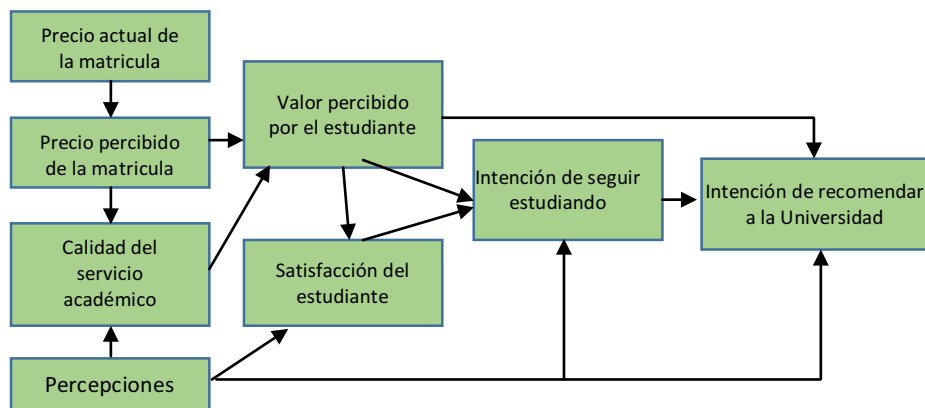 Precio actual de
la matricula
Precio percibido
de la matricula
Calidad del
servicio
académico
Percepciones
Valor percibido
por el estudiante
Satisfacción del
estudiante
Intención de seguir
estudiando
Intención de recomendar
a la Universidad